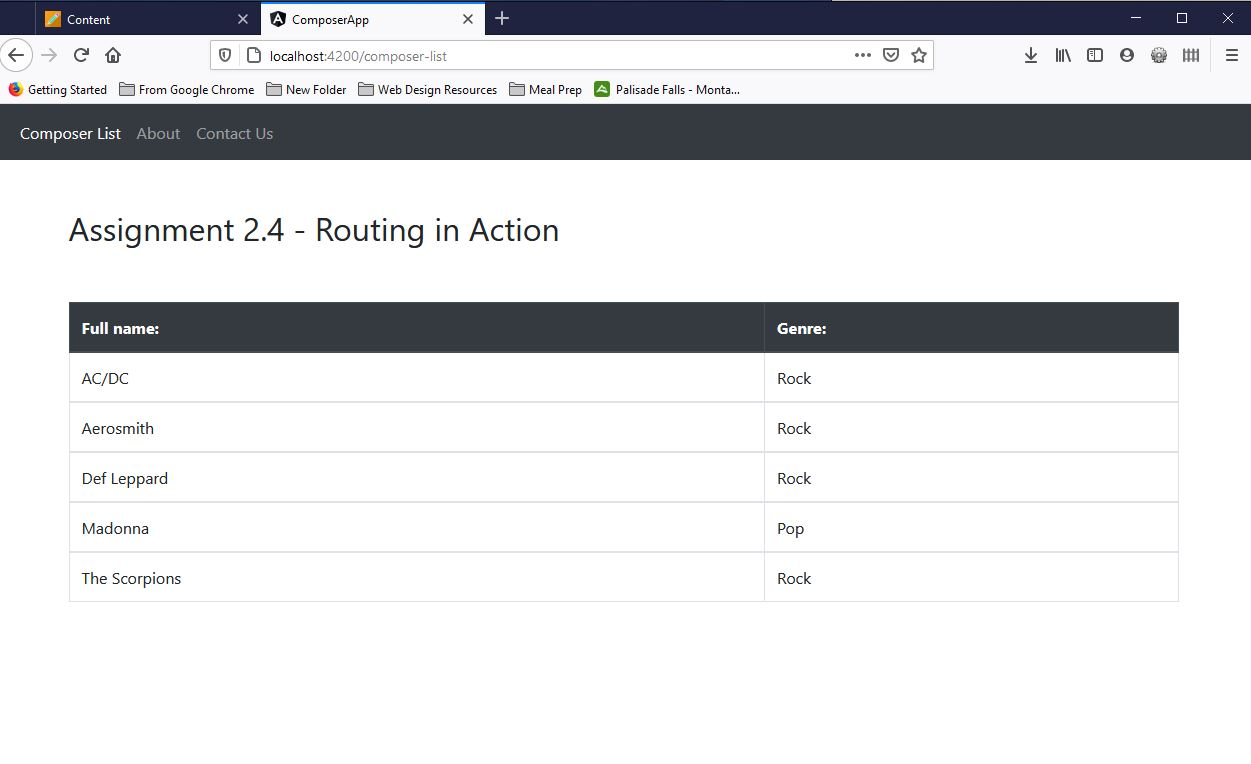 Content
ComposerApp
localhost:4200/composer-list
Getting Started From Google Chrome New Folder Web Design Resources Meal Prep Palisade Falls - Monta...
Composer List About Contact Us
Assignment 2.4 - Routing in Action
Full name: Genre:
AC/DC Rock
Aerosmith Rock
Def Leppard Rock
Madonna Pop
The Scorpions Rock